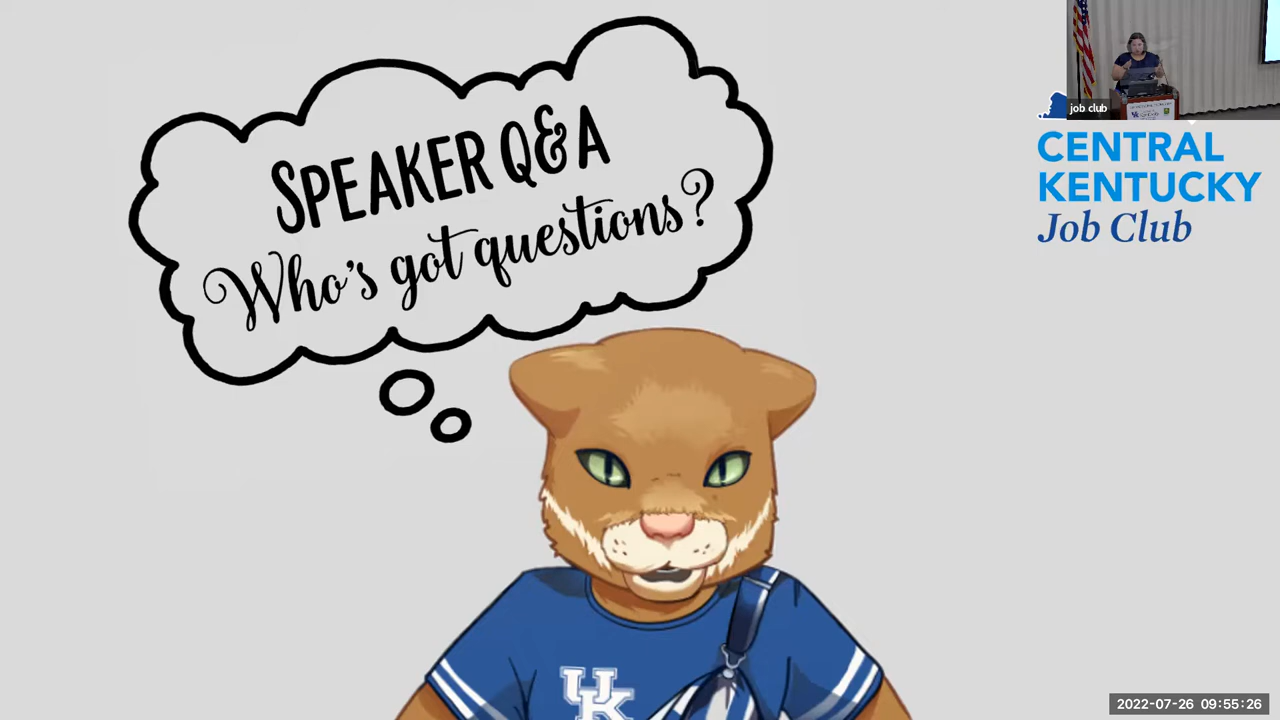 SPEAKER Q&A
Who's got questions?
UK
job club
CENTRAL
KENTUCKY
Job Club
2022-07-26 09:55:26